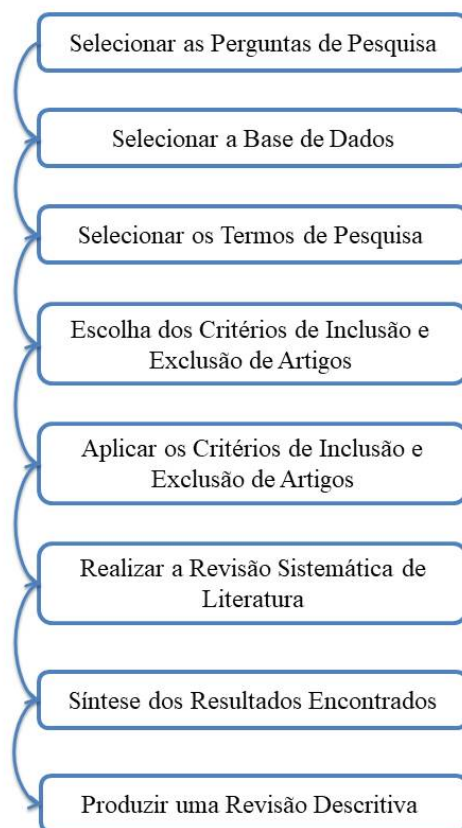 Selecionar as Perguntas de Pesquisa
Selecionar a Base de Dados
Selecionar os Termos de Pesquisa
Escolha dos Critérios de Inclusão e
Exclusão de Artigos
Aplicar os Critérios de Inclusão e
Exclusão de Artigos
Realizar a Revisão Sistemática de
Literatura
Síntese dos Resultados Encontrados
Produzir uma Revisão Descritiva